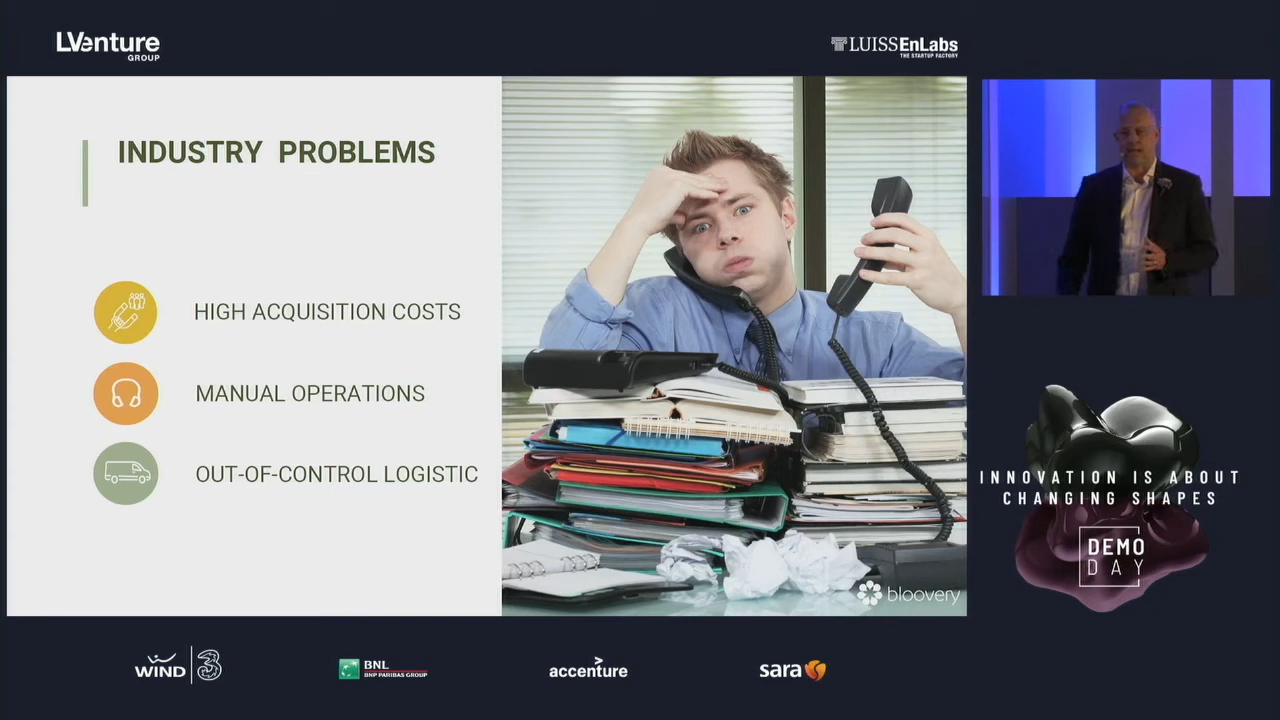 LVenture
GROUP
LUISSEnLabs
THE STARTUP FACTORY
INDUSTRY PROBLEMS
HIGH ACQUISITION COSTS
MANUAL OPERATIONS
OUT-OF-CONTROL LOGISTIC
bloovery
INNOVATION IS ABOUT
CHANGING SHAPES
DEMO
DAY
WIND 3
BNL
BNP PARIBAS GROUP
accenture
sara